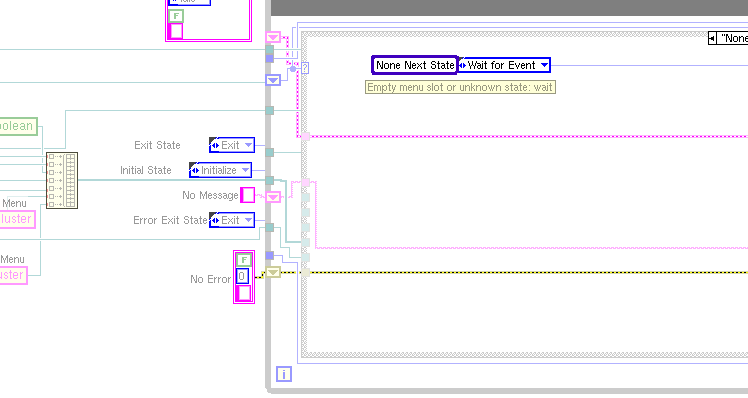 F
"None
?
None Next State
Wait for Event
Empty menu slot or unknown state: wait
oolean
Exit State
Exit
Initial State
Initialize
No Message
Menu
luster
Error Exit State
Exit
Menu
uster
F
No Error
0
i